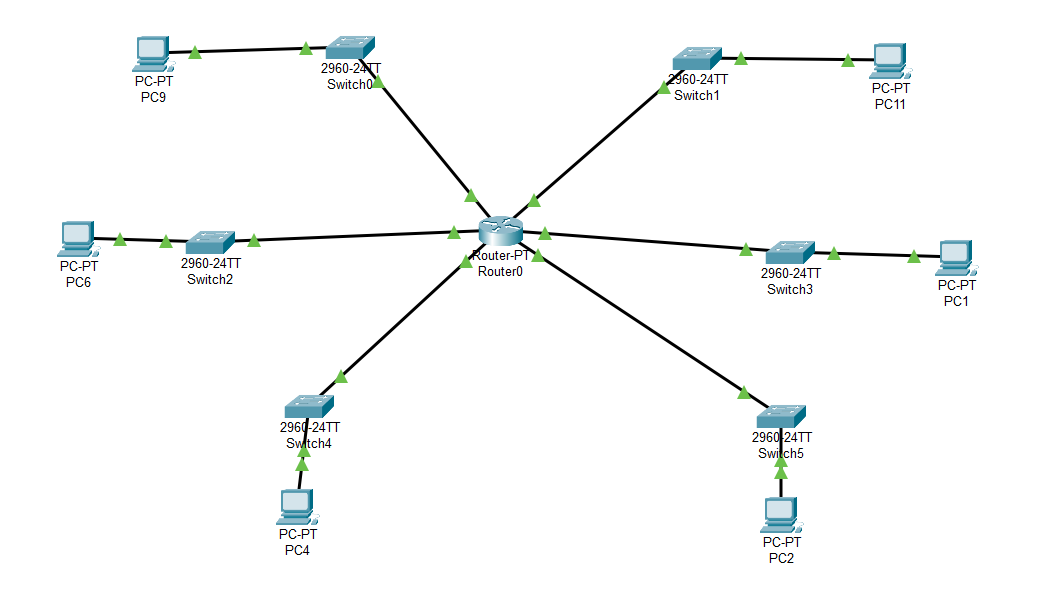 PC-PT
PC9
2960-24TT
Switch0
2960-24TT
Switch1
PC-PT
PC11
PC-PT
PC6
2960-24TT
Switch2
Router-PT
Router0
2960-24TT
Switch3
PC-PT
PC1
2960-24TT
Switch4
2960-24TT
Switch5
PC-PT
PC4
PC-PT
PC2